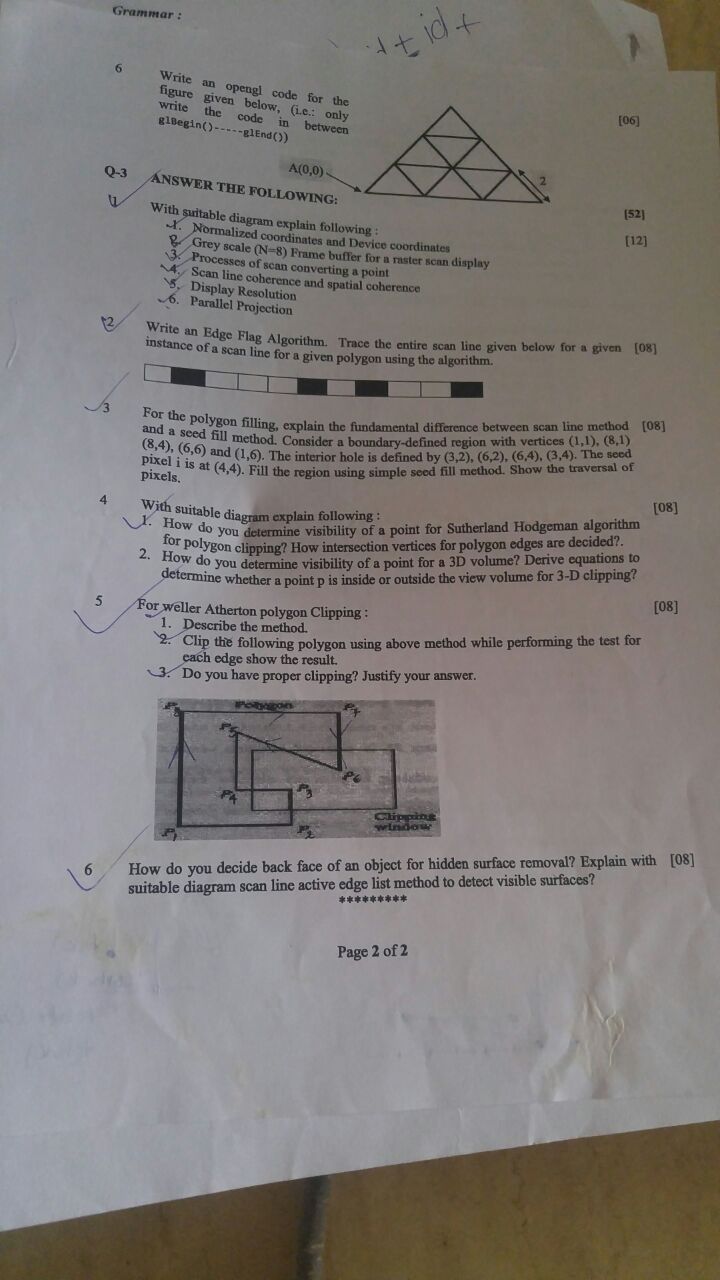 Grammar :
id +
6
Write an opengl code for the
figure given below, (i.e.: only
write the code in between
glBegin()-----glEnd())
[06]
A(0,0)
2
Q-3 ANSWER THE FOLLOWING:
[52]
1 With suitable diagram explain following : [12]
1. Normalized coordinates and Device coordinates
2. Grey scale (N=8) Frame buffer for a raster scan display
3. Processes of scan converting a point
4. Scan line coherence and spatial coherence
5. Display Resolution
6. Parallel Projection
2 Write an Edge Flag Algorithm. Trace the entire scan line given below for a given [08]
instance of a scan line for a given polygon using the algorithm.
3 For the polygon filling, explain the fundamental difference between scan line method [08]
and a seed fill method. Consider a boundary-defined region with vertices (1,1), (8,1)
(8,4), (6,6) and (1,6). The interior hole is defined by (3,2), (6,2), (6,4), (3,4). The seed
pixel i is at (4,4). Fill the region using simple seed fill method. Show the traversal of
pixels.
4 With suitable diagram explain following : [08]
1. How do you determine visibility of a point for Sutherland Hodgeman algorithm
for polygon clipping? How intersection vertices for polygon edges are decided?.
2. How do you determine visibility of a point for a 3D volume? Derive equations to
determine whether a point p is inside or outside the view volume for 3-D clipping?
5 For weller Atherton polygon Clipping : [08]
1. Describe the method.
2. Clip the following polygon using above method while performing the test for
each edge show the result.
3. Do you have proper clipping? Justify your answer.
Polygon
P5
P6
P4
P3
Clipping
window
P1
P2
6 How do you decide back face of an object for hidden surface removal? Explain with [08]
suitable diagram scan line active edge list method to detect visible surfaces?
*********
Page 2 of 2